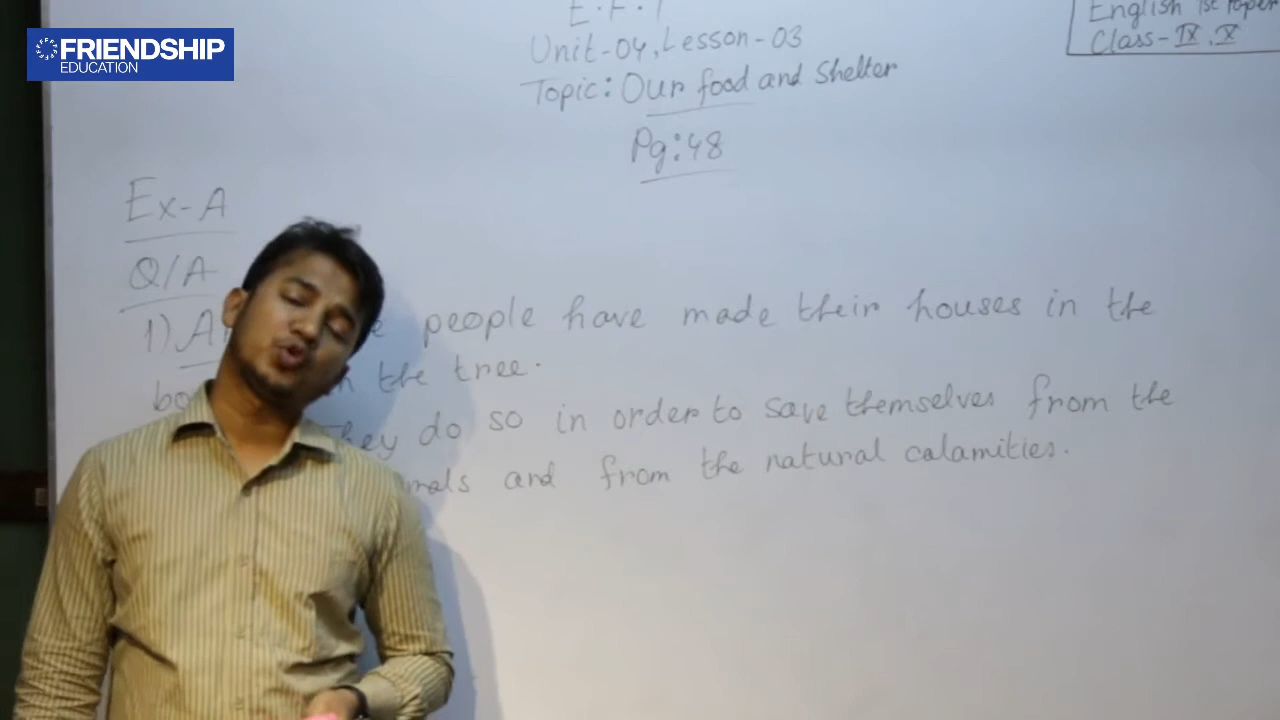 FRIENDSHIP
EDUCATION
E.F.T
English 1st Paper
Class-IX, X
Unit-04, Lesson-03
Topic: Our food and Shelter
Pg: 48
Ex-A
Q/A
1) people have made their houses in the
the tree.
They do so in order to save themselves from the
and from the natural calamities.